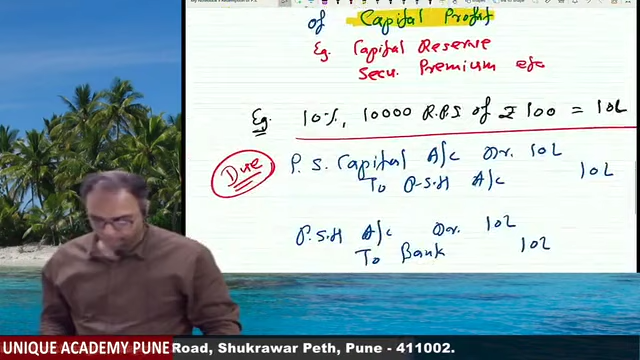 of Capital Profit
Eg. Capital Reserve
Secu. Premium etc
Eg. 10%, 10000 R.P.S of ₹ 100 = 10L
Due P.S. Capital A/c Dr. 10L
To P.S.H A/c 10L
P.S.H A/c Dr. 10L
To Bank 10L
UNIQUE ACADEMY PUNE Road, Shukrawar Peth, Pune - 411002.